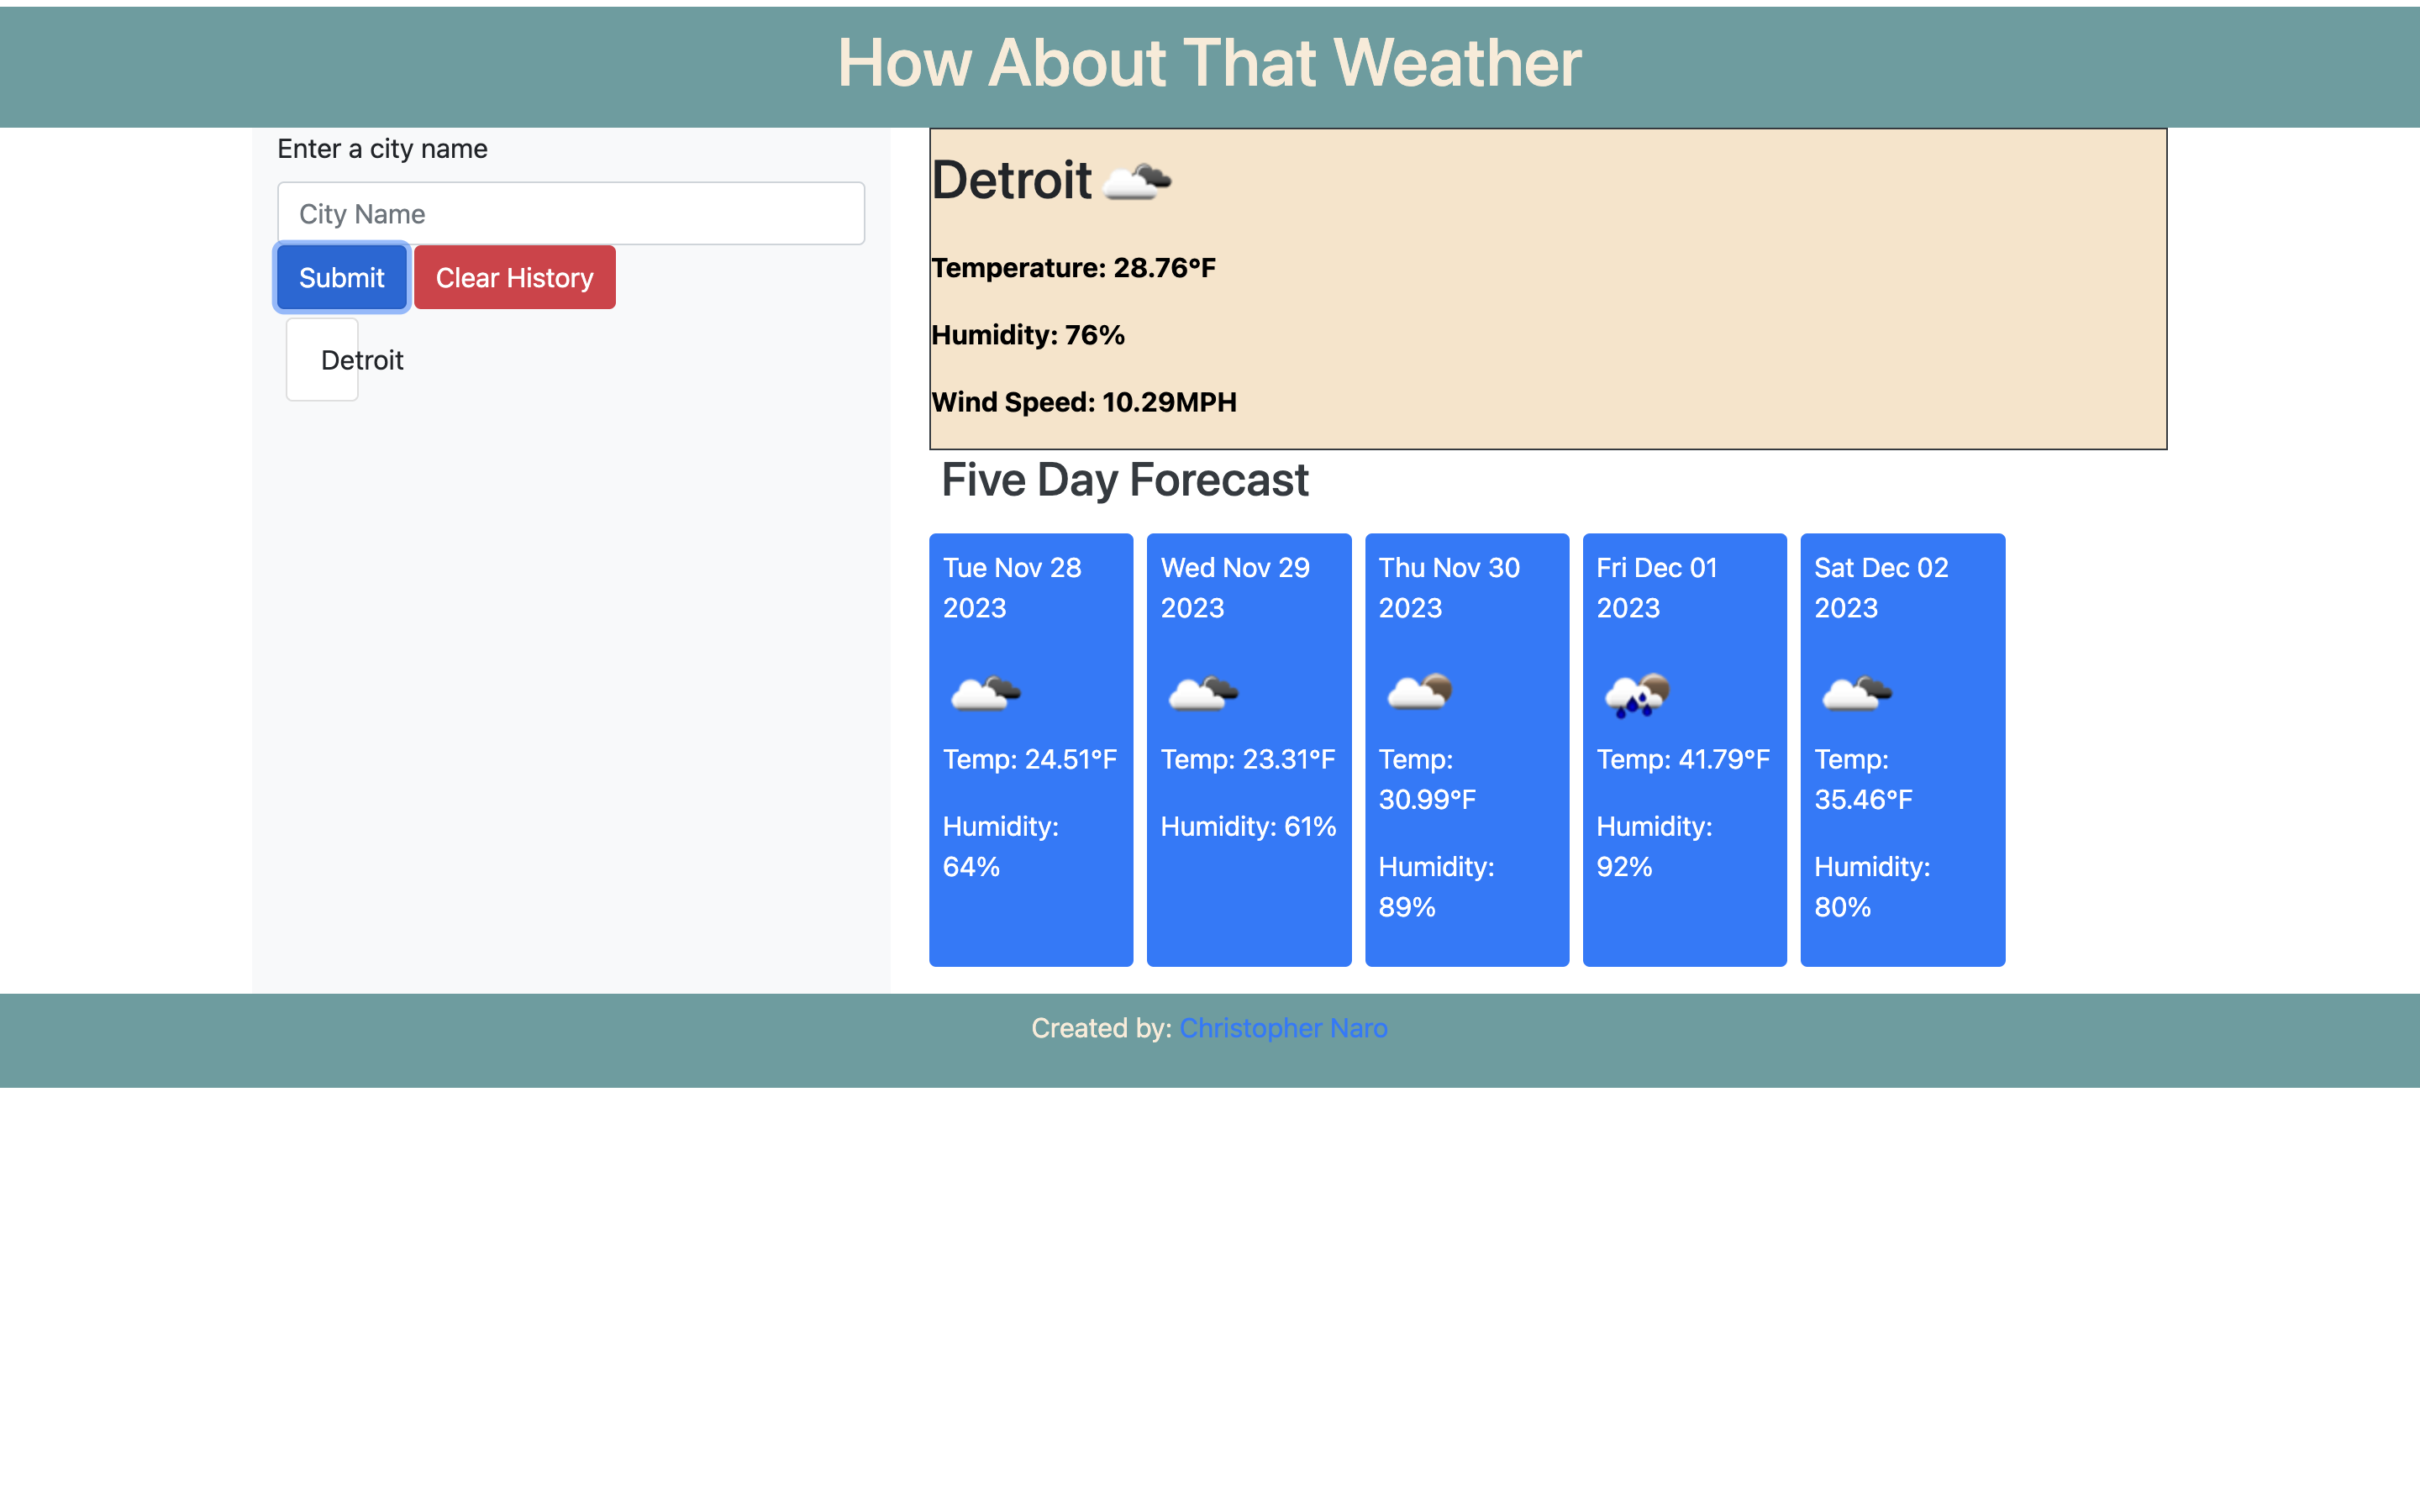 How About That Weather
Enter a city name
City Name
Submit
Clear History
Detroit
Detroit
Temperature: 28.76°F
Humidity: 76%
Wind Speed: 10.29MPH
Five Day Forecast
Tue Nov 28
2023
Temp: 24.51°F
Humidity:
64%
Wed Nov 29
2023
Temp: 23.31°F
Humidity: 61%
Thu Nov 30
2023
Temp:
30.99°F
Humidity:
89%
Fri Dec 01
2023
Temp: 41.79°F
Humidity:
92%
Sat Dec 02
2023
Temp:
35.46°F
Humidity:
80%
Created by: Christopher Naro